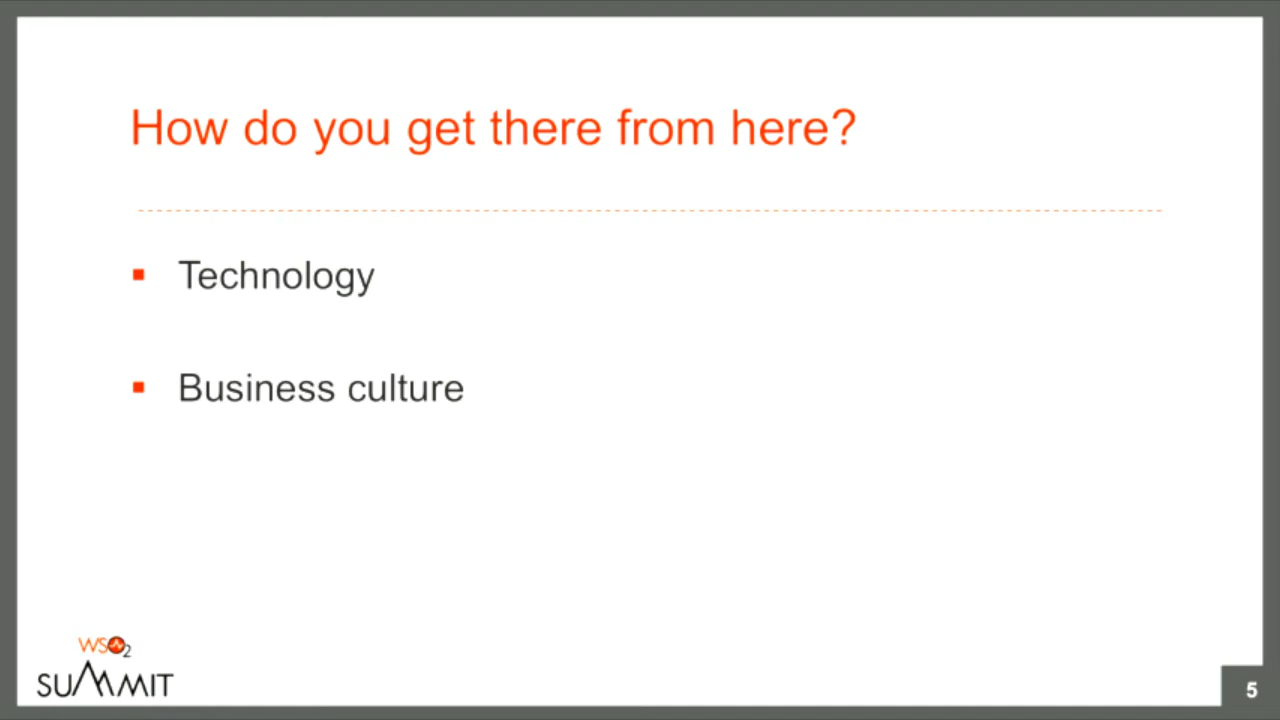 How do you get there from here?
Technology
Business culture
WSO2
SUMMIT
5